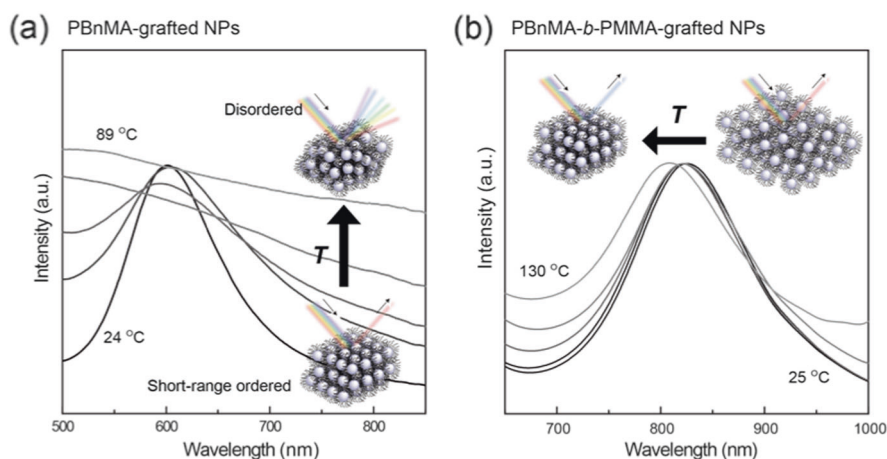 (a) PBnMA-grafted NPs
Disordered
89 °C
T
24 °C
Short-range ordered
Intensity (a.u.)
500 600 700 800
Wavelength (nm)
(b) PBnMA-b-PMMA-grafted NPs
T
130 °C
25 °C
Intensity (a.u.)
700 800 900 1000
Wavelength (nm)